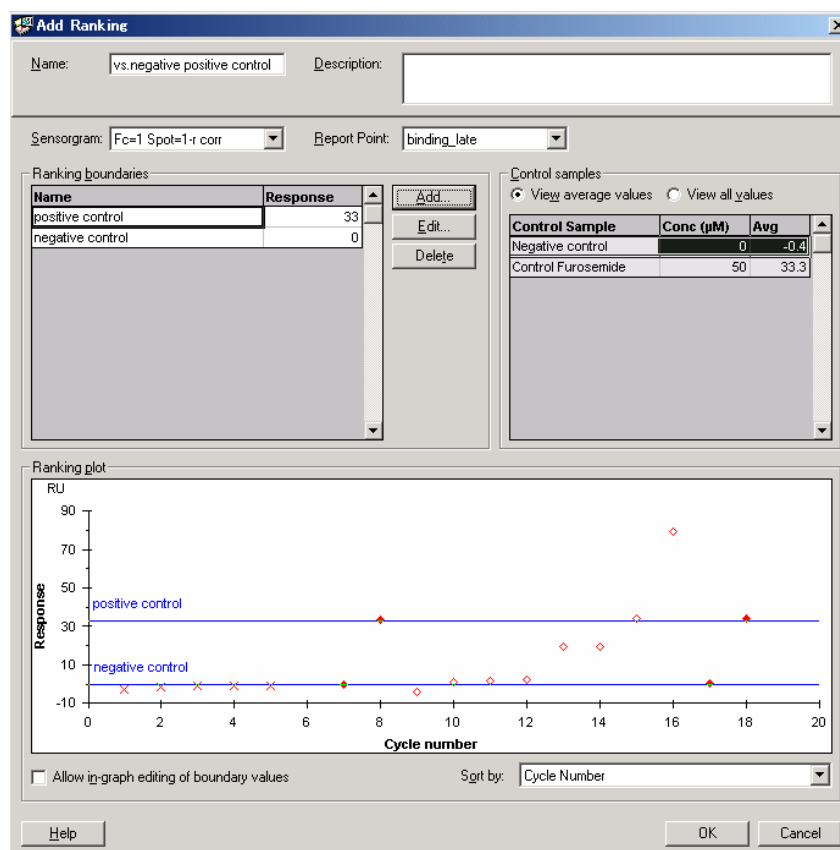 Add Ranking
Name: vs.negative positive control Description:
Sensorgram: Fc=1 Spot=1-r corr Report Point: binding_late
Ranking boundaries
Name Response
positive control 33
negative control 0
Add...
Edit...
Delete
Control samples
View average values View all values
Control Sample Conc (µM) Avg
Negative control 0 -0.4
Control Furosemide 50 33.3
Ranking plot
RU
90
70
50
30
10
-10
Response
positive control
negative control
0 2 4 6 8 10 12 14 16 18 20
Cycle number
Allow in-graph editing of boundary values Sort by: Cycle Number
Help OK Cancel